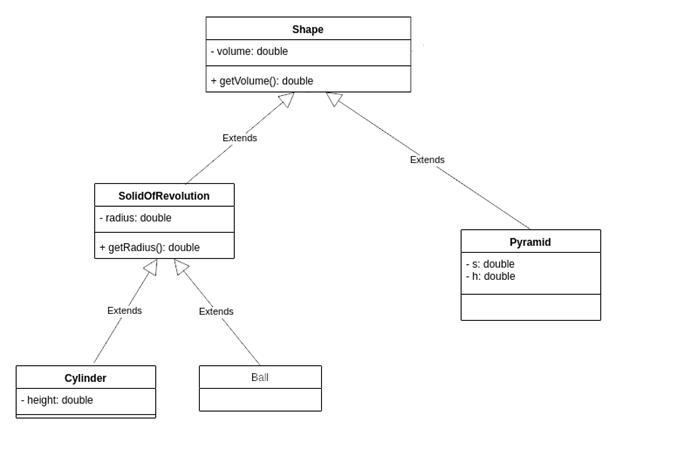 Shape
- volume: double
+ getVolume(): double
Extends
Extends
SolidOfRevolution
- radius: double
+ getRadius(): double
Pyramid
- s: double
- h: double
Extends
Extends
Cylinder
- height: double
Ball